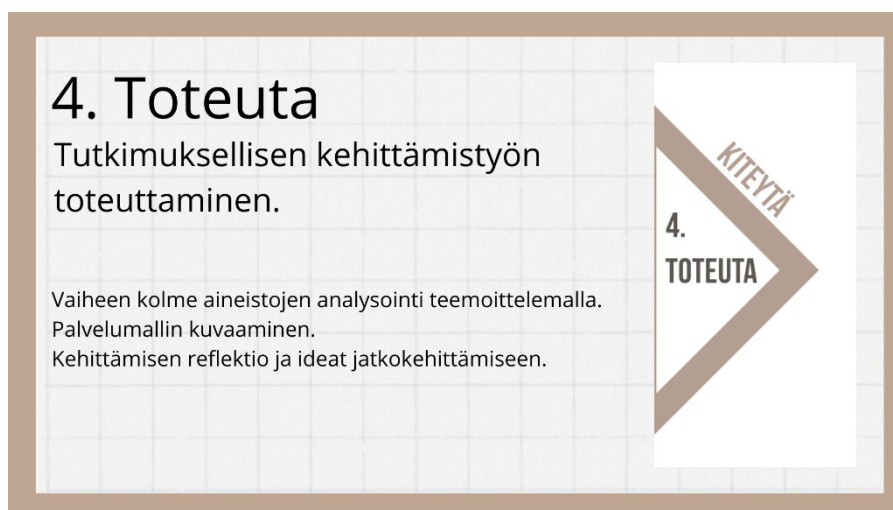 4. Toteuta
Tutkimuksellisen kehittämistyön
toteuttaminen.
Vaiheen kolme aineistojen analysointi teemoittelemalla.
Palvelumallin kuvaaminen.
Kehittämisen reflektio ja ideat jatkokehittämiseen.
KITEYTÄ
4.
TOTEUTA